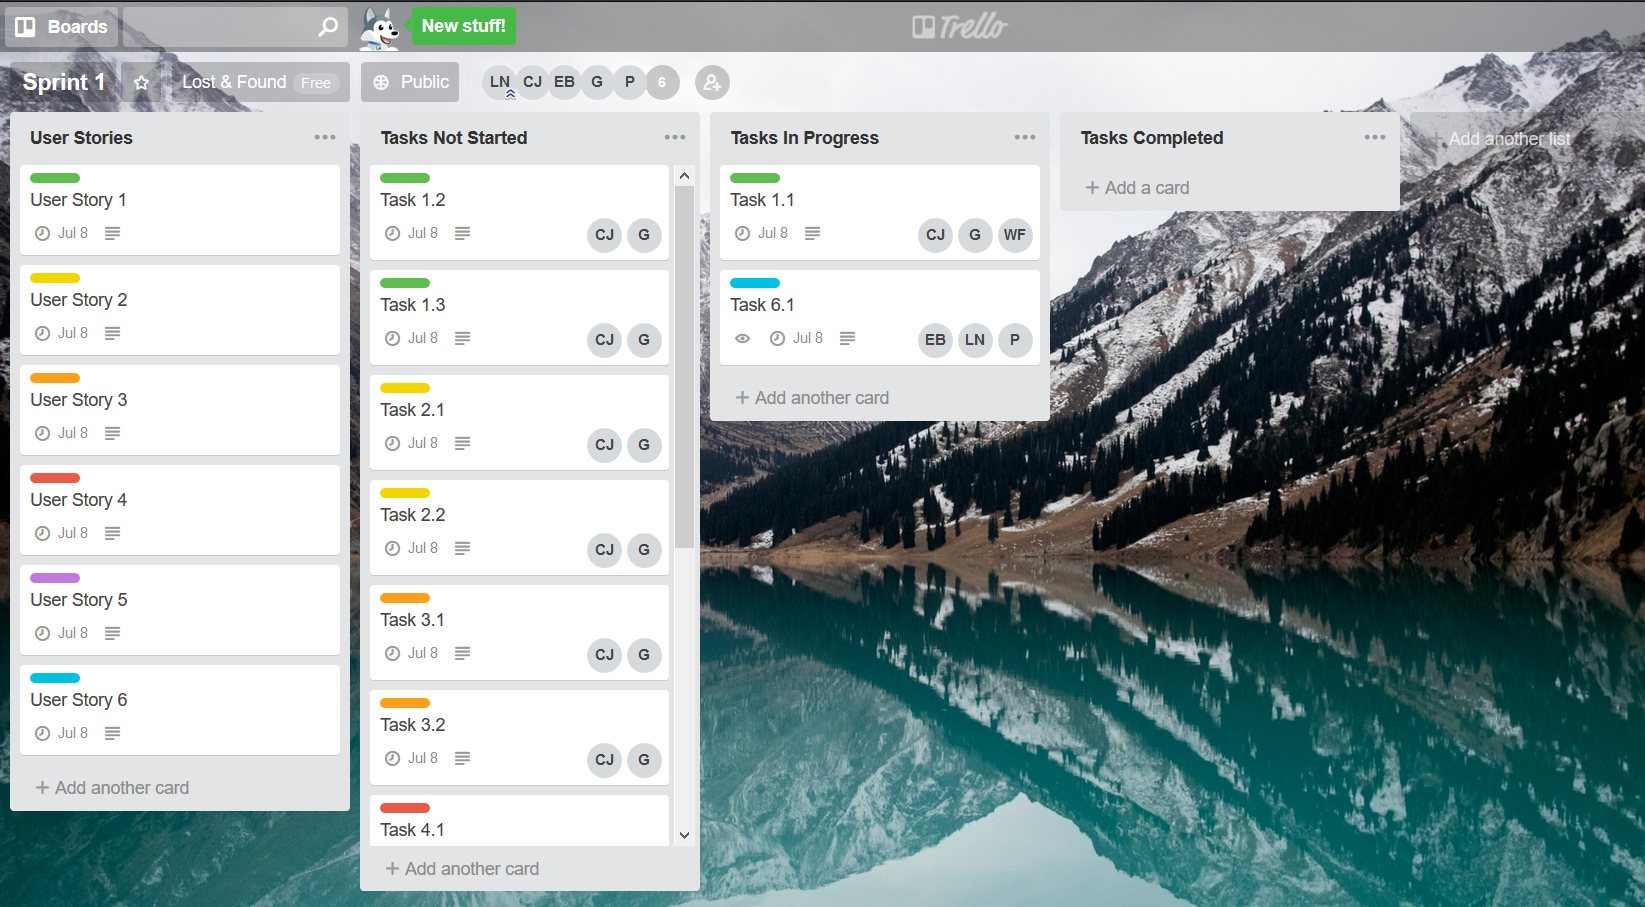 Boards
New stuff!
Trello
Sprint 1
Lost & Found Free
Public
LN CJ EB G P 6
User Stories
User Story 1
Jul 8
User Story 2
Jul 8
User Story 3
Jul 8
User Story 4
Jul 8
User Story 5
Jul 8
User Story 6
Jul 8
+ Add another card
Tasks Not Started
Task 1.2
Jul 8
CJ G
Task 1.3
Jul 8
CJ G
Task 2.1
Jul 8
CJ G
Task 2.2
Jul 8
CJ G
Task 3.1
Jul 8
CJ G
Task 3.2
Jul 8
CJ G
Task 4.1
+ Add another card
Tasks In Progress
Task 1.1
Jul 8
CJ G WF
Task 6.1
Jul 8
EB LN P
+ Add another card
Tasks Completed
+ Add a card
+ Add another list